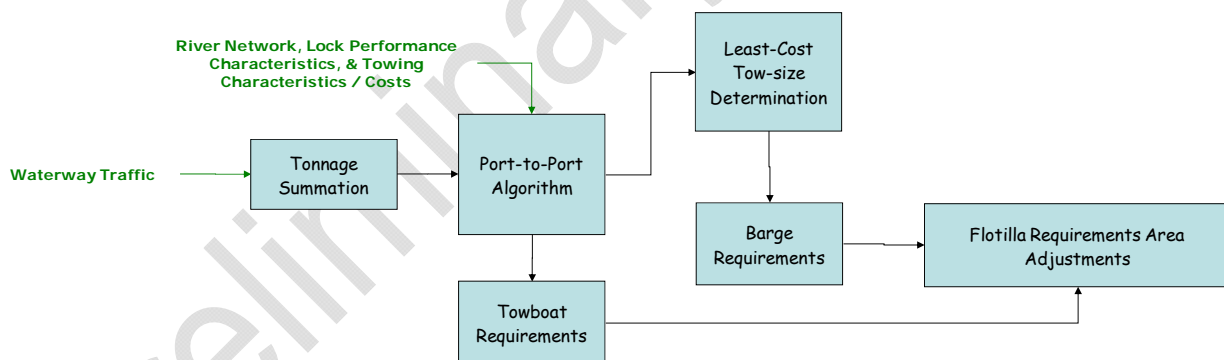 River Network, Lock Performance
Characteristics, & Towing
Characteristics / Costs
Least-Cost
Tow-size
Determination
Waterway Traffic
Tonnage
Summation
Port-to-Port
Algorithm
Barge
Requirements
Flotilla Requirements Area
Adjustments
Towboat
Requirements